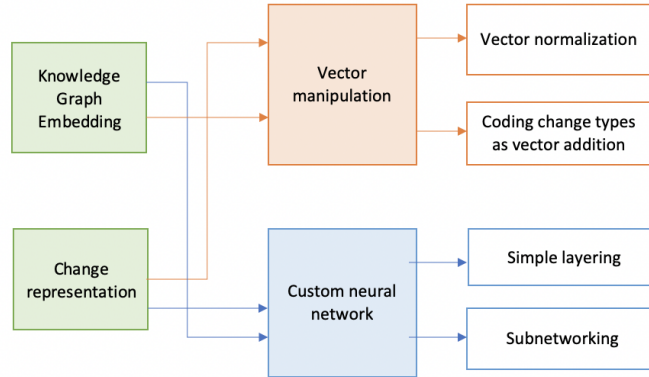 Knowledge
Graph
Embedding
Vector
manipulation
Vector normalization
Coding change types
as vector addition
Change
representation
Custom neural
network
Simple layering
Subnetworking